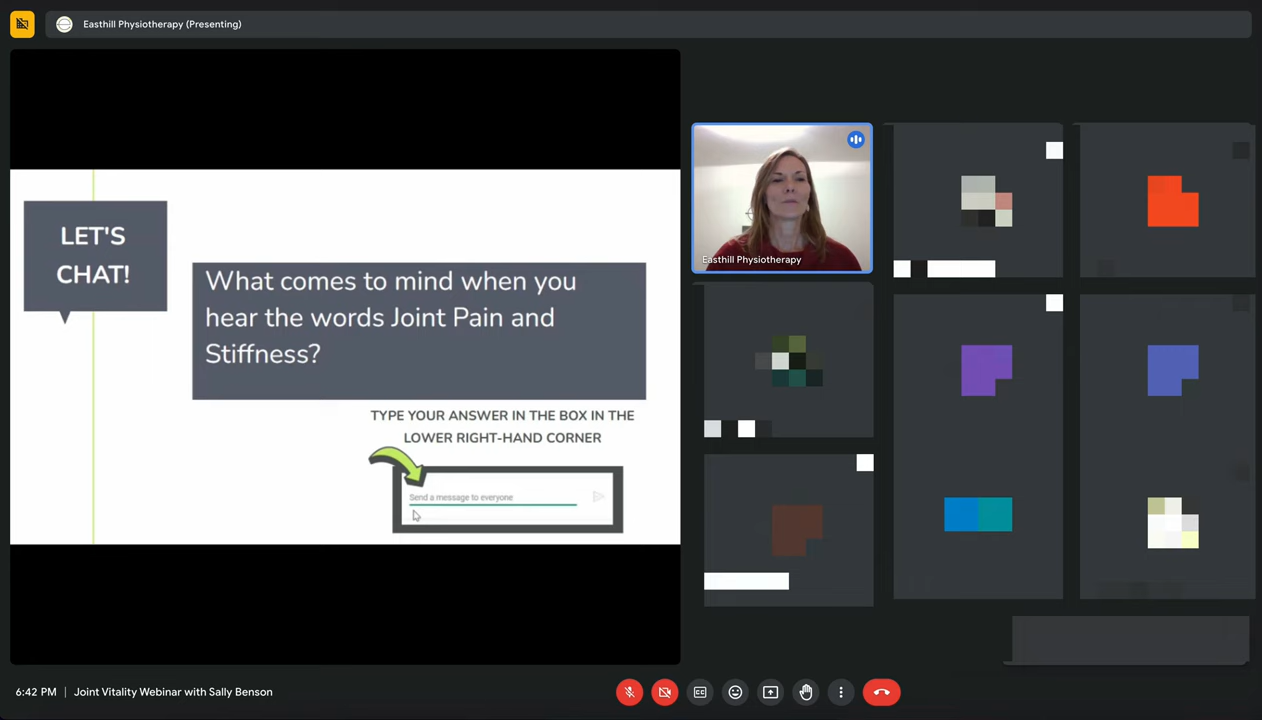 Easthill Physiotherapy (Presenting)
LET'S
CHAT!
What comes to mind when you
hear the words Joint Pain and
Stiffness?
TYPE YOUR ANSWER IN THE BOX IN THE
LOWER RIGHT-HAND CORNER
Send a message to everyone
Easthill Physiotherapy
6:42 PM | Joint Vitality Webinar with Sally Benson